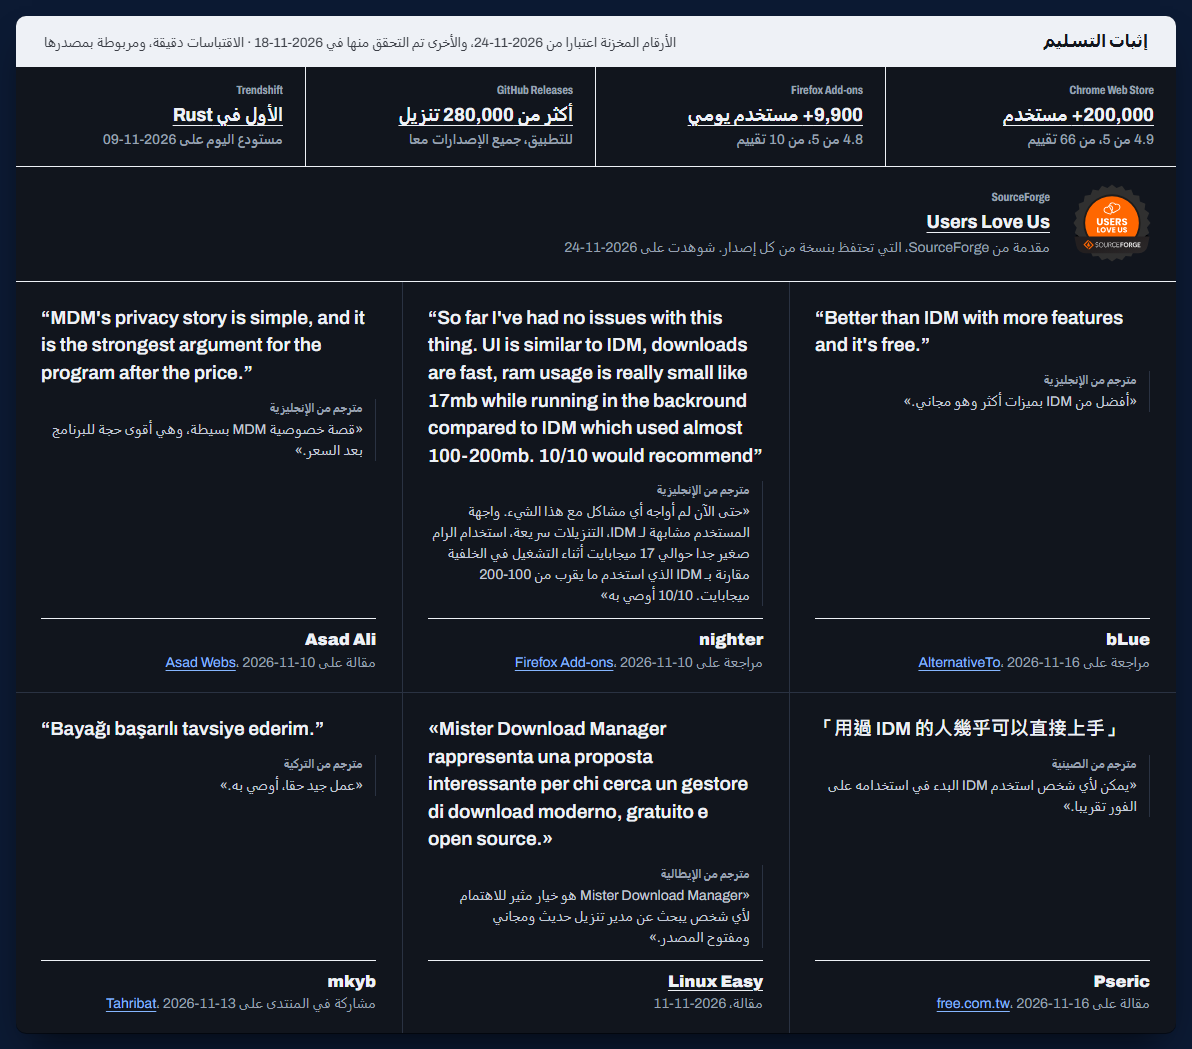 إثبات التسليم
الأرقام المخزنة اعتبارا من 2026-11-24، والأخرى تم التحقق منها في 2026-11-18 · الاقتباسات دقيقة، ومربوطة بمصدرها
Chrome Web Store
200,000+ مستخدم
4.9 من 5، من 66 تقييم
Firefox Add-ons
9,900+ مستخدم يومي
4.8 من 5، من 10 تقييم
GitHub Releases
أكثر من 280,000 تنزيل
للتطبيق، جميع الإصدارات معا
Trendshift
الأول في Rust
مستودع اليوم على 2026-11-09
USERS
LOVE US
SOURCEFORGE
SourceForge
Users Love Us
مقدمة من SourceForge، التي تحتفظ بنسخة من كل إصدار. شوهدت على 2026-11-24
“Better than IDM with more features
and it's free.”
مترجم من الإنجليزية
«أفضل من IDM بميزات أكثر وهو مجاني.»
bLue
مراجعة على AlternativeTo، 2026-11-16
“So far I've had no issues with this
thing. UI is similar to IDM, downloads
are fast, ram usage is really small like
17mb while running in the backround
compared to IDM which used almost
100-200mb. 10/10 would recommend”
مترجم من الإنجليزية
«حتى الآن لم أواجه أي مشاكل مع هذا الشيء. واجهة
المستخدم مشابهة لـ IDM، التنزيلات سريعة، استخدام الرام
صغير جدا حوالي 17 ميجابايت أثناء التشغيل في الخلفية
مقارنة بـ IDM الذي استخدم ما يقرب من 100-200
ميجابايت. 10/10 أوصي به»
nighter
مراجعة على Firefox Add-ons، 2026-11-10
“MDM's privacy story is simple, and it
is the strongest argument for the
program after the price.”
مترجم من الإنجليزية
«قصة خصوصية MDM بسيطة، وهي أقوى حجة للبرنامج
بعد السعر.»
Asad Ali
مقالة على Asad Webs، 2026-11-10
「用過 IDM 的人幾乎可以直接上手」
مترجم من الصينية
«يمكن لأي شخص استخدم IDM البدء في استخدامه على
الفور تقريبا.»
Pseric
مقالة على free.com.tw، 2026-11-16
«Mister Download Manager
rappresenta una proposta
interessante per chi cerca un gestore
di download moderno, gratuito e
open source.»
مترجم من الإيطالية
«Mister Download Manager هو خيار مثير للاهتمام
لأي شخص يبحث عن مدير تنزيل حديث ومجاني
ومفتوح المصدر.»
Linux Easy
مقالة، 2026-11-11
“Bayağı başarılı tavsiye ederim.”
مترجم من التركية
«عمل جيد حقا، أوصي به.»
mkyb
مشاركة في المنتدى على Tahribat، 2026-11-13